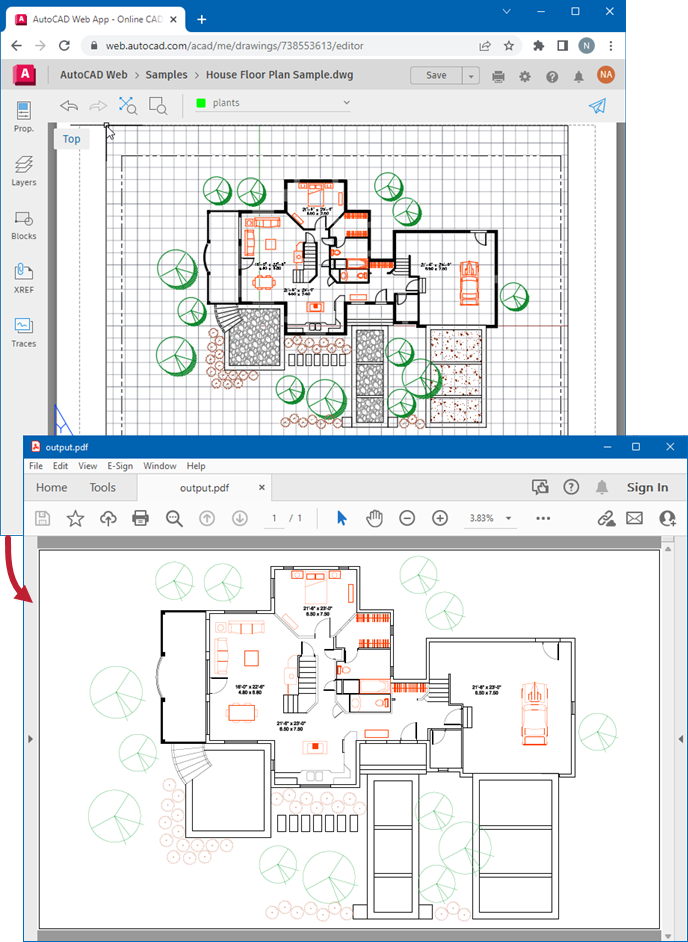 AutoCAD Web App - Online CAD
web.autocad.com/acad/me/drawings/738553613/editor
N
A
AutoCAD Web
Samples
House Floor Plan Sample.dwg
Save
NA
plants
Prop.
Top
Layers
Blocks
XREF
Traces
output.pdf
File Edit View E-Sign Window Help
Home Tools output.pdf Sign In
1 / 1 3.83%
21'-6" x 23'-0"
6.50 x 7.50
16'-0" x 22'-6"
4.80 x 6.80
21'-6" x 23'-0"
6.50 x 7.50
21'-6" x 23'-0"
6.50 x 7.50